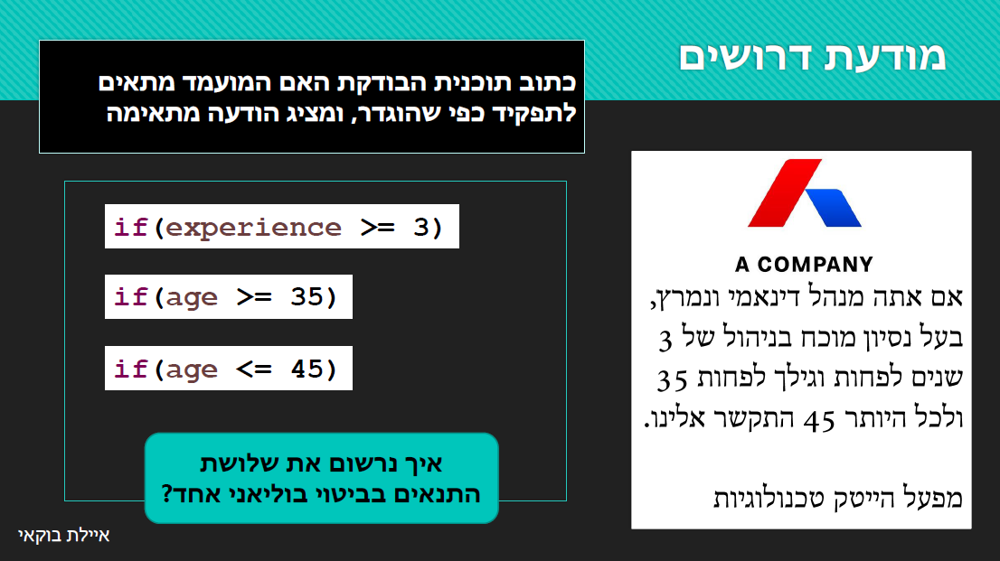 מודעת דרושים
כתוב תוכנית הבודקת האם המועמד מתאים
לתפקיד כפי שהוגדר, ומציג הודעה מתאימה
A COMPANY
אם אתה מנהל דינאמי ונמרץ,
בעל נסיון מוכח בניהול של 3
שנים לפחות וגילך לפחות 35
ולכל היותר 45 התקשר אלינו.
מפעל הייטק טכנולוגיות
if(experience >= 3)
if(age >= 35)
if(age <= 45)
איך נרשום את שלושת
התנאים בביטוי בוליאני אחד?
איילת בוקאי